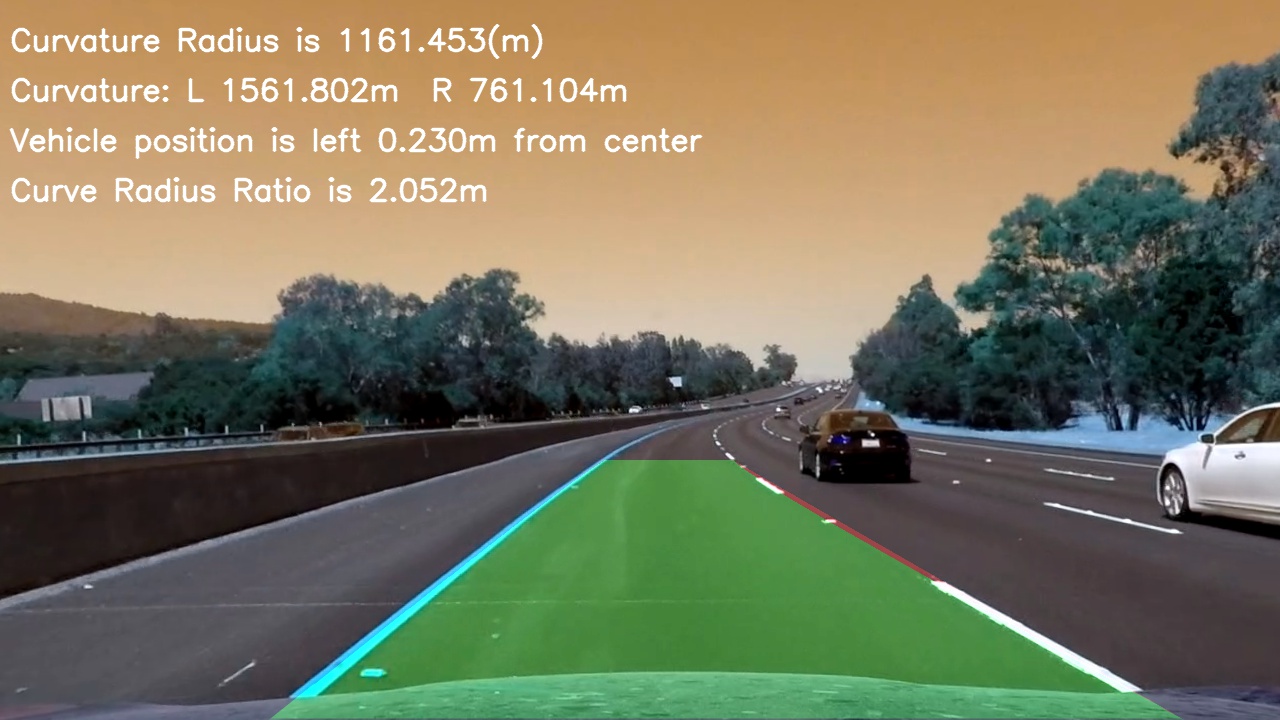 Curvature Radius is 1161.453(m)
Curvature: L 1561.802m R 761.104m
Vehicle position is left 0.230m from center
Curve Radius Ratio is 2.052m